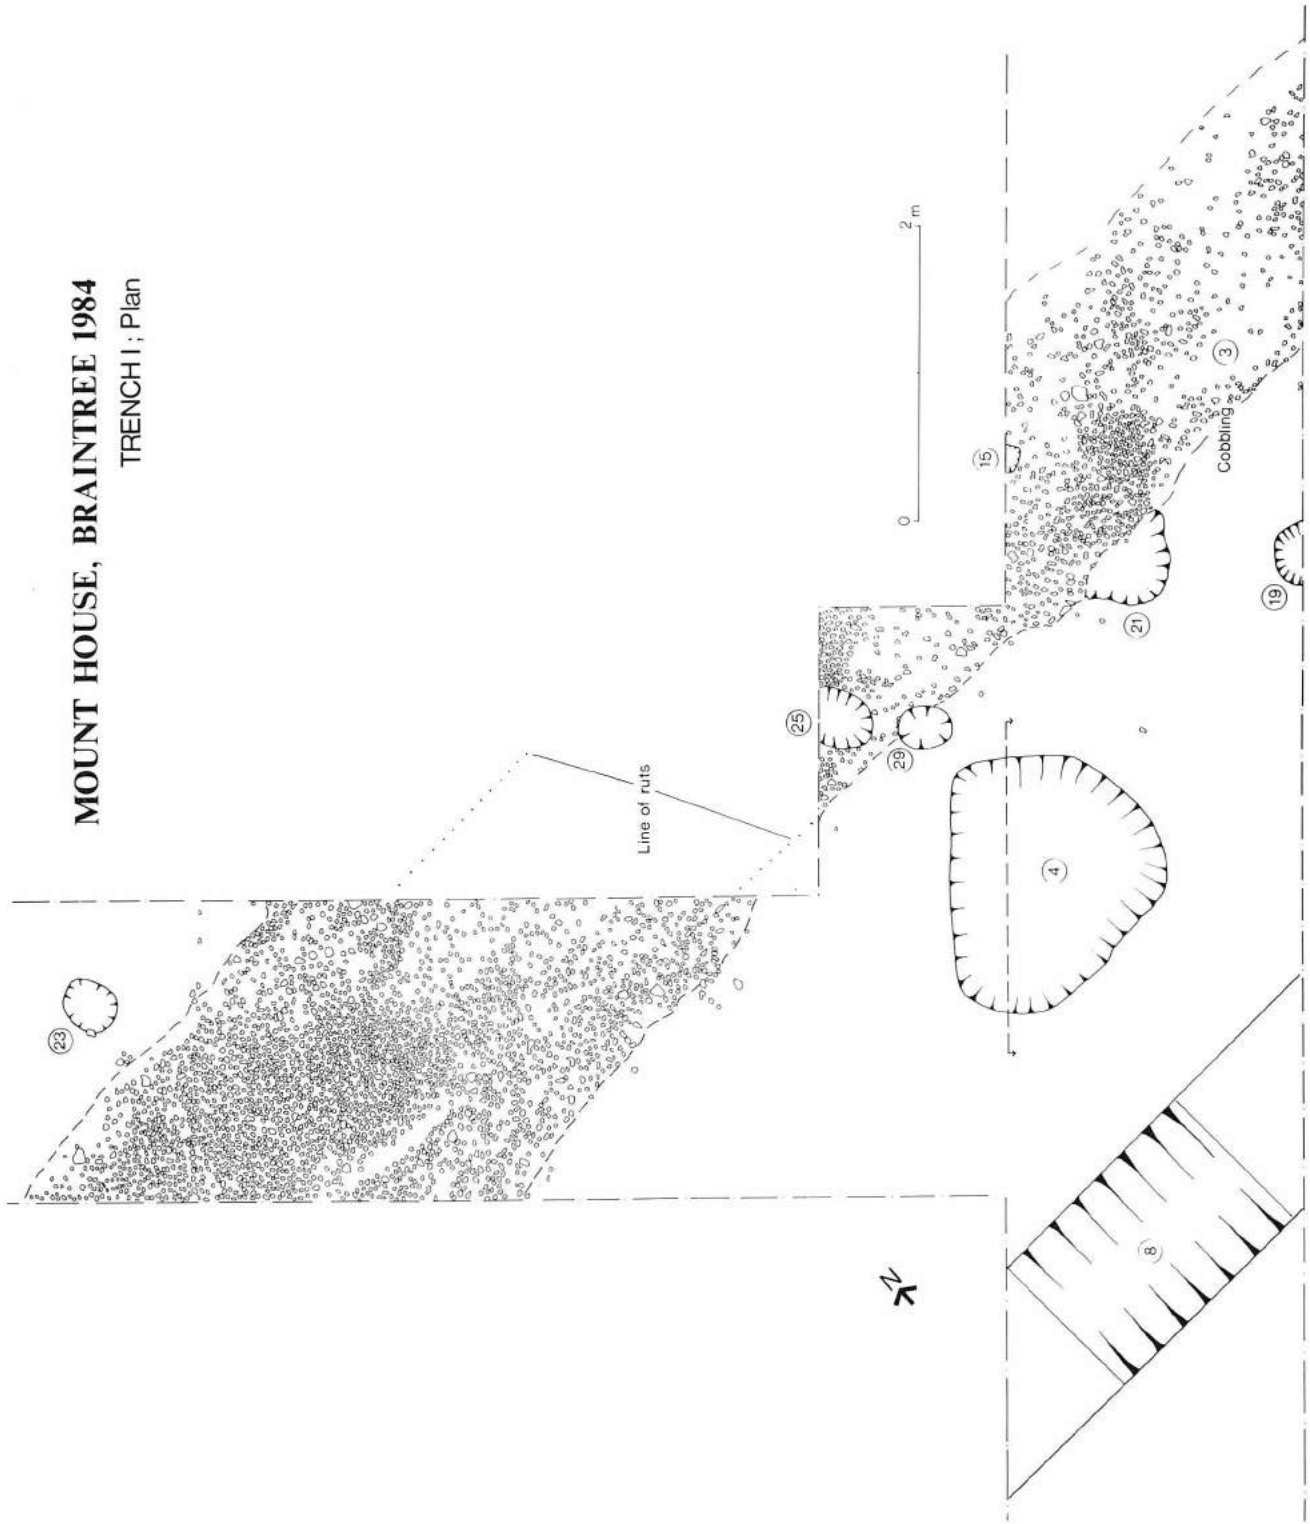 MOUNT HOUSE, BRAINTREE 1984
TRENCH I; Plan
23
Line of ruts
25
29
0
2 m
15
21
19
3
Cobbling
4
8
N